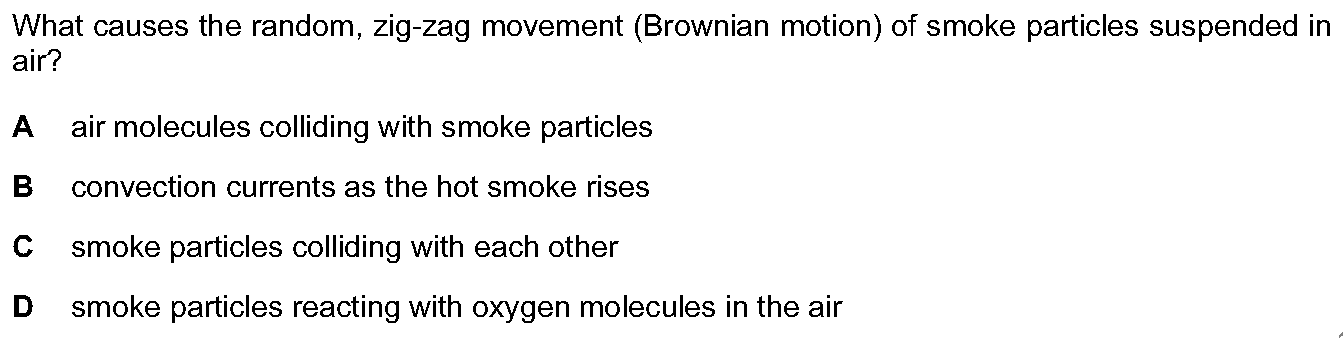 What causes the random, zig-zag movement (Brownian motion) of smoke particles suspended in
air?
A air molecules colliding with smoke particles
B convection currents as the hot smoke rises
C smoke particles colliding with each other
D smoke particles reacting with oxygen molecules in the air